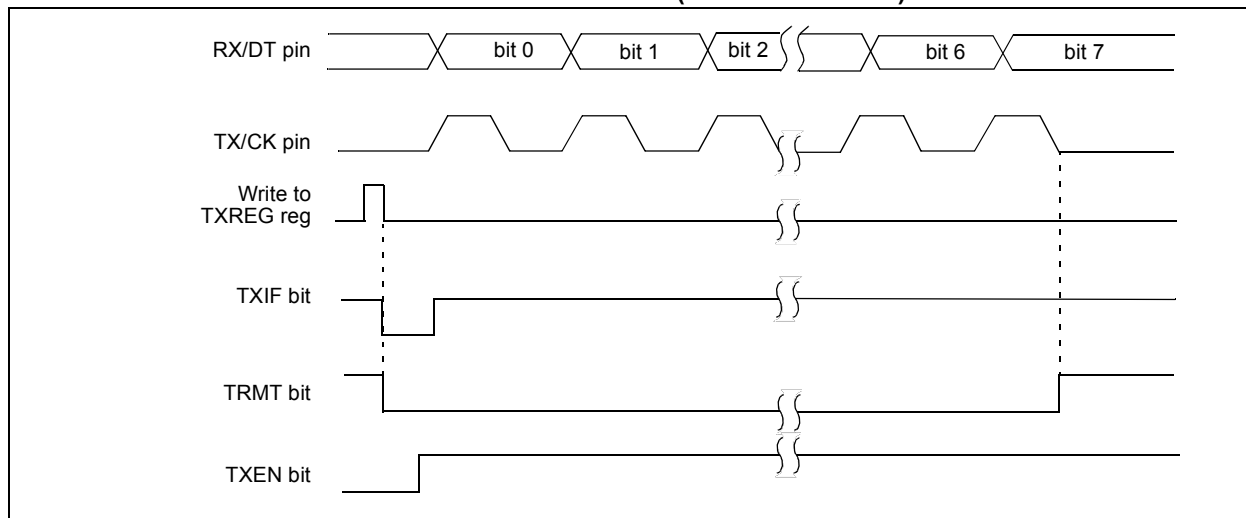 RX/DT pin
bit 0
bit 1
bit 2
bit 6
bit 7
TX/CK pin
Write to
TXREG reg
TXIF bit
TRMT bit
TXEN bit